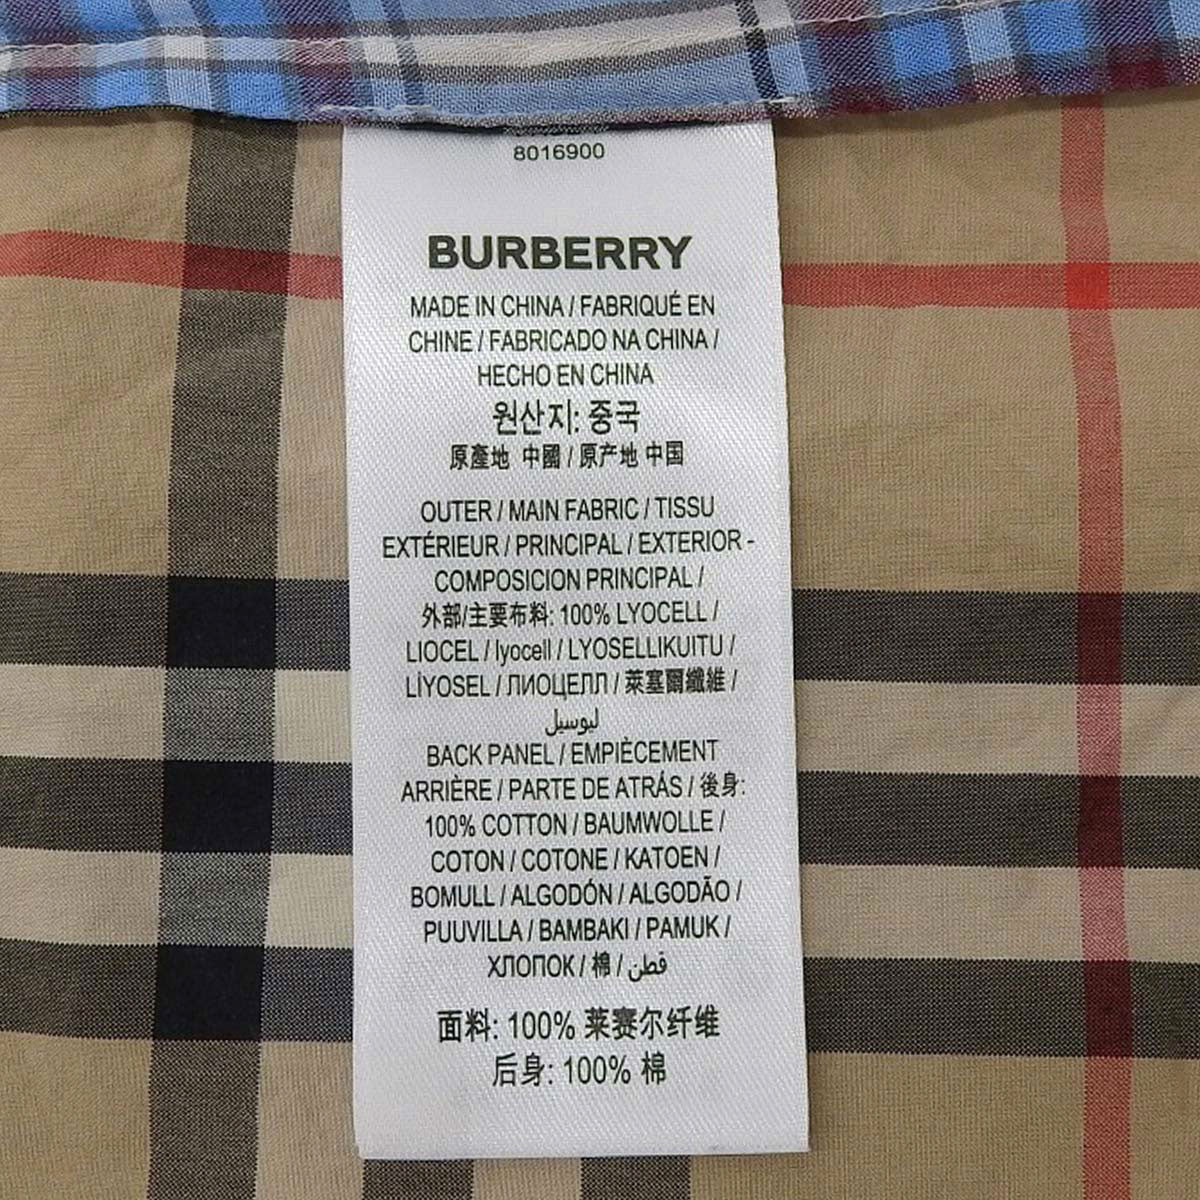 8016900
BURBERRY
MADE IN CHINA / FABRIQUÉ EN
CHINE / FABRICADO NA CHINA /
HECHO EN CHINA
원산지: 중국
原產地 中國 / 原产地 中国
OUTER / MAIN FABRIC / TISSU
EXTÉRIEUR / PRINCIPAL / EXTERIOR -
COMPOSICION PRINCIPAL /
外部/主要布料: 100% LYOCELL /
LIOCEL / lyocell / LYOSELLIKUITU /
LİYOSEL / ЛИОЦЕЛЛ / 萊塞爾纖維 /
ليوسيل
BACK PANEL / EMPIÈCEMENT
ARRIÈRE / PARTE DE ATRÁS / 後身:
100% COTTON / BAUMWOLLE /
COTON / COTONE / KATOEN /
BOMULL / ALGODÓN / ALGODÃO /
PUUVILLA / BAMBAKI / PAMUK /
ХЛОПОК / 棉 / قطن
面料: 100% 莱赛尔纤维
后身: 100% 棉